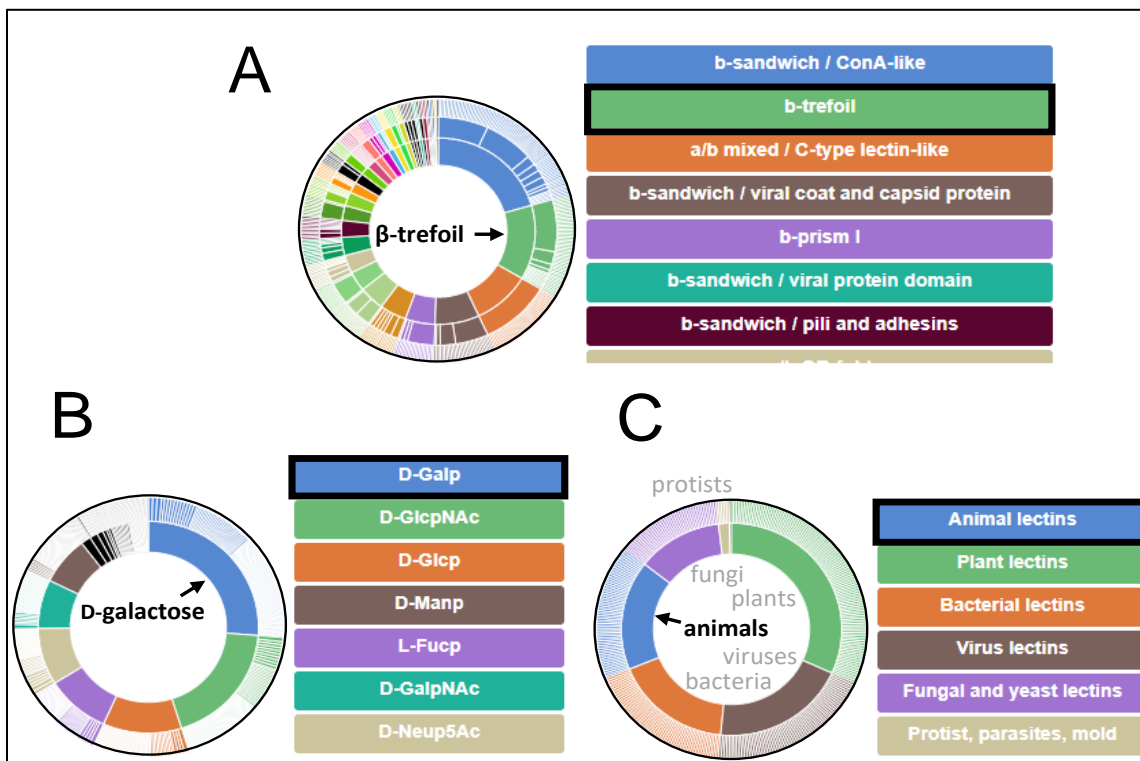 A
b-sandwich / ConA-like
b-trefoil
a/b mixed / C-type lectin-like
b-sandwich / viral coat and capsid protein
b-prism I
b-sandwich / viral protein domain
b-sandwich / pili and adhesins
β-trefoil
B
D-Galp
D-GlcpNAc
D-Glcp
D-Manp
L-Fucp
D-GalpNAc
D-Neup5Ac
D-galactose
C
protists
fungi
plants
animals
viruses
bacteria
Animal lectins
Plant lectins
Bacterial lectins
Virus lectins
Fungal and yeast lectins
Protist, parasites, mold